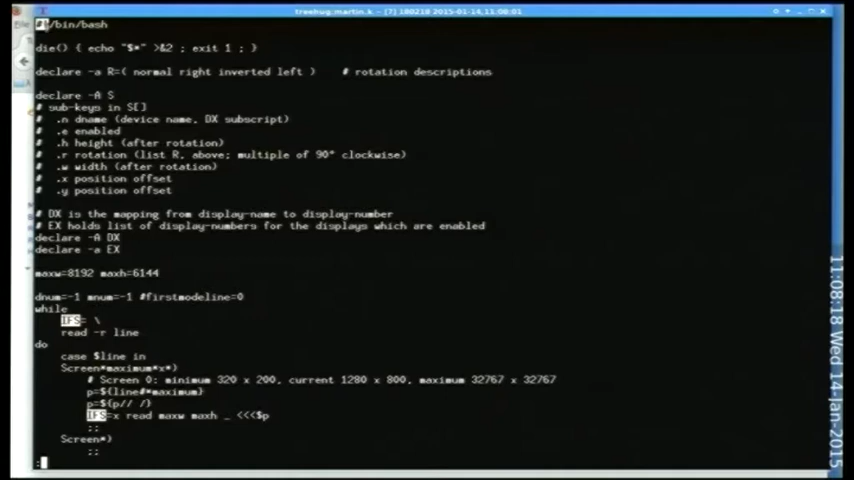 treehug:martin.k - [7] 180218 2015-01-14,11:08:01
#!/bin/bash
die() { echo "$*" >&2 ; exit 1 ; }
declare -a R=( normal right inverted left )    # rotation descriptions
declare -A S
# sub-keys in S[]
#  .n dname (device name, DX subscript)
#  .e enabled
#  .h height (after rotation)
#  .r rotation (list R, above; multiple of 90° clockwise)
#  .w width (after rotation)
#  .x position offset
#  .y position offset
# DX is the mapping from display-name to display-number
# EX holds list of display-numbers for the displays which are enabled
declare -A DX
declare -a EX
maxw=8192 maxh=6144
dnum=-1 mnum=-1 #firstmodeline=0
while
IFS= \
read -r line
do
case $line in
Screen*maximum*x*)
# Screen 0: minimum 320 x 200, current 1280 x 800, maximum 32767 x 32767
p=${line#*maximum}
p=${p// /}
IFS=x read maxw maxh _ <<<$p
;;
Screen*)
;;
:
11:08:18 Wed 14-Jan-2015